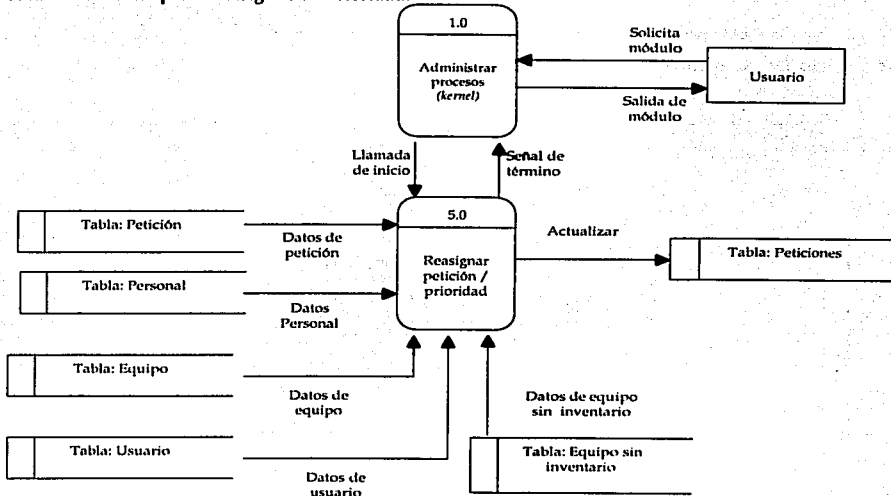 1.0
Solicita
módulo
Administrar
procesos
(kernel)
Usuario
Salida de
módulo
Llamada
de inicio
Señal de
término
5.0
Tabla: Petición
Datos de
petición
Reasignar
petición /
prioridad
Actualizar
Tabla: Peticiones
Tabla: Personal
Datos
Personal
Tabla: Equipo
Datos de
equipo
Datos de equipo
sin inventario
Tabla: Usuario
Datos de
usuario
Tabla: Equipo sin
inventario